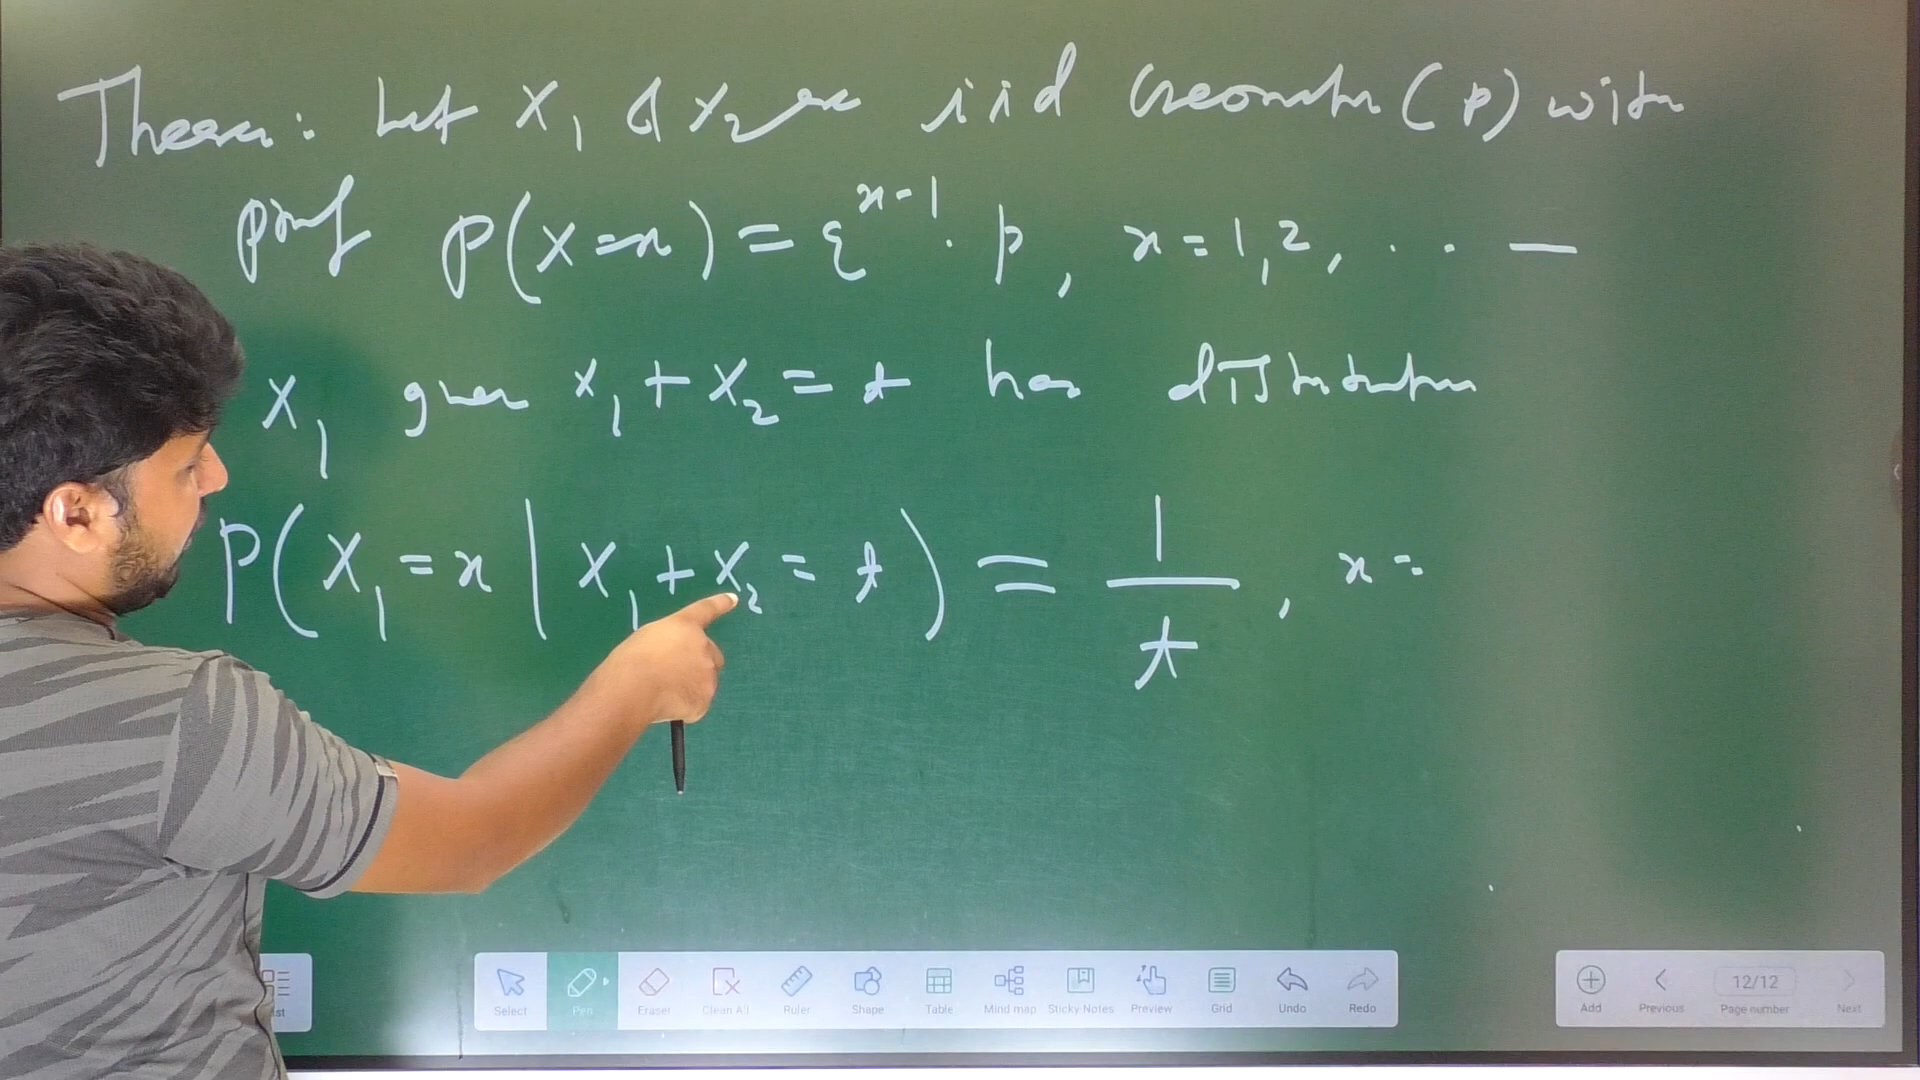 Theorem: Let X₁ & X₂ are iid Geometr (p) with
pmf P(X=x) = q^{x-1} . p , x = 1, 2, . . —
X₁ given X₁ + X₂ = t has distribution
P(X₁ = x | X₁ + X₂ = t) = 1/t , x =
Select Pen Eraser Clean All Ruler Shape Table Mind map Sticky Notes Preview Grid Undo Redo
Add Previous 12/12 Page number Next